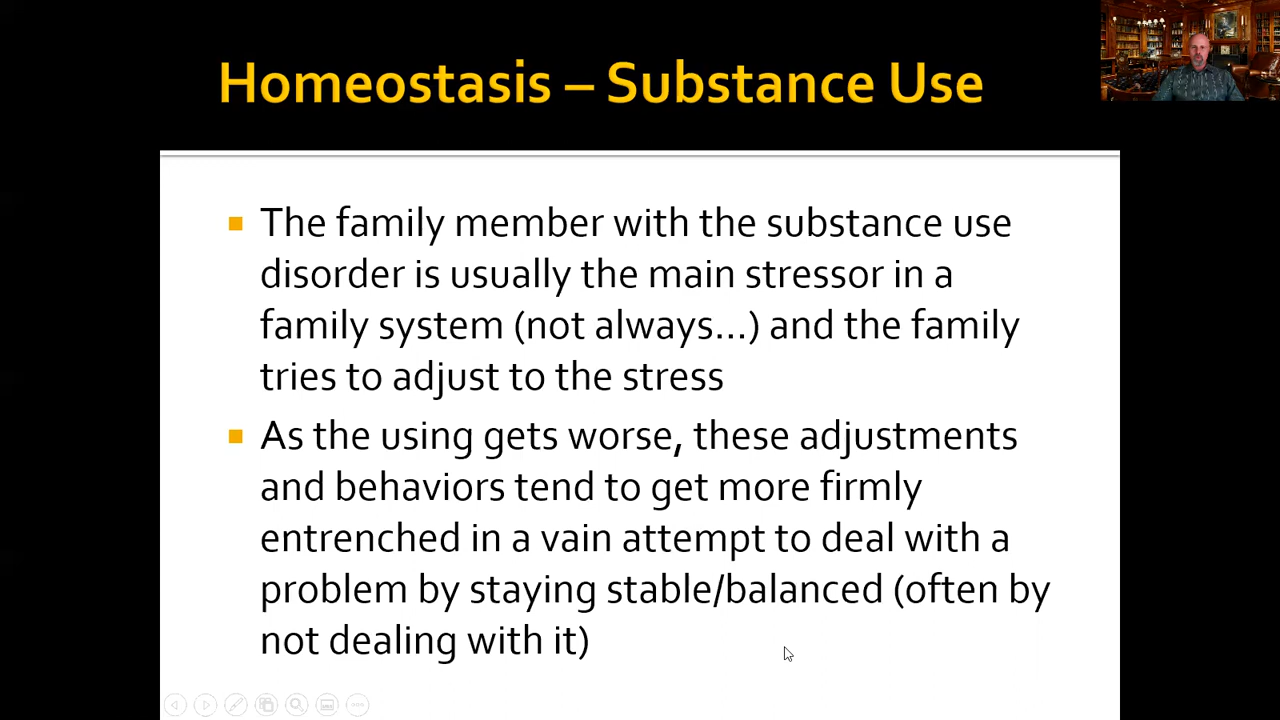 Homeostasis – Substance Use
The family member with the substance use
disorder is usually the main stressor in a
family system (not always...) and the family
tries to adjust to the stress
As the using gets worse, these adjustments
and behaviors tend to get more firmly
entrenched in a vain attempt to deal with a
problem by staying stable/balanced (often by
not dealing with it)